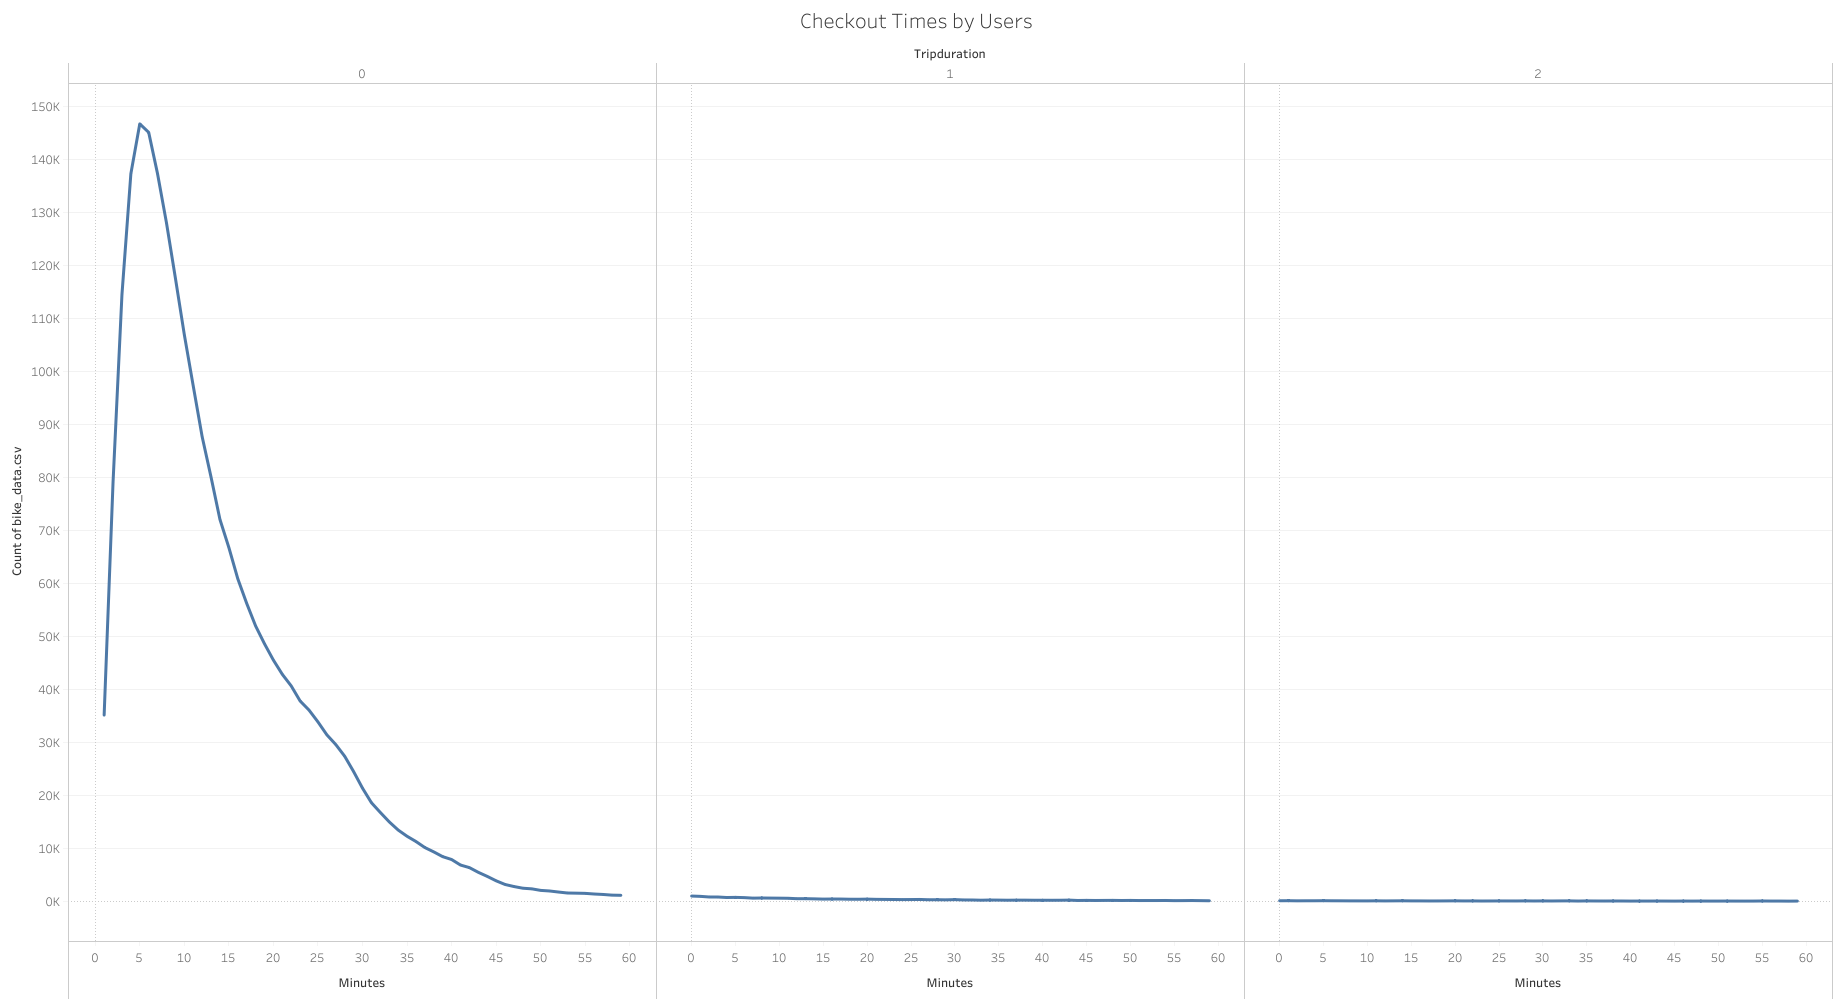 Checkout Times by Users
Tripduration
0 1 2
150K
140K
130K
120K
110K
100K
90K
80K
70K
60K
50K
40K
30K
20K
10K
0K
Count of bike_data.csv
0 5 10 15 20 25 30 35 40 45 50 55 60 0 5 10 15 20 25 30 35 40 45 50 55 60 0 5 10 15 20 25 30 35 40 45 50 55 60
Minutes Minutes Minutes